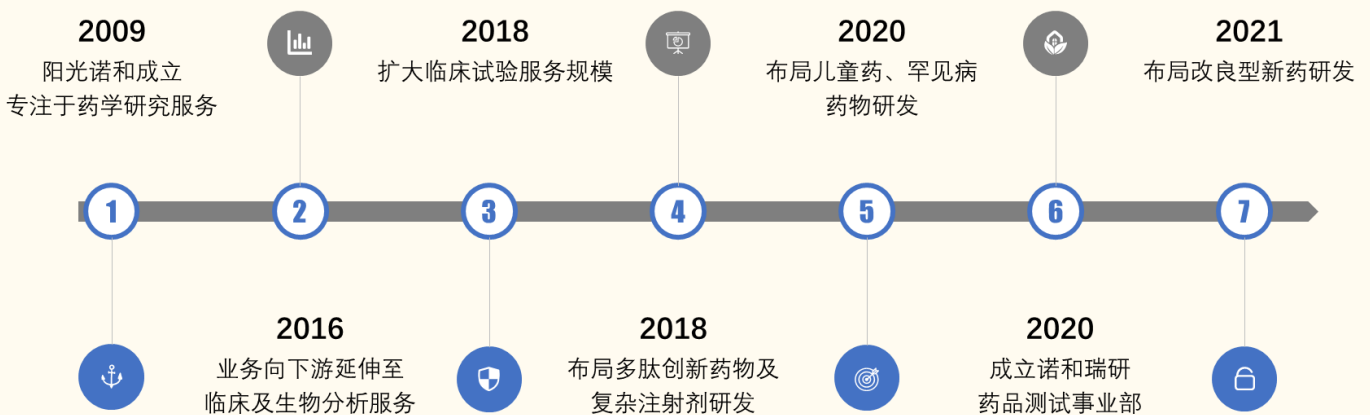 2009
阳光诺和成立
专注于药学研究服务
2018
扩大临床试验服务规模
2020
布局儿童药、罕见病
药物研发
2021
布局改良型新药研发
1
2
3
4
5
6
7
2016
业务向下游延伸至
临床及生物分析服务
2018
布局多肽创新药物及
复杂注射剂研发
2020
成立诺和瑞研
药品测试事业部